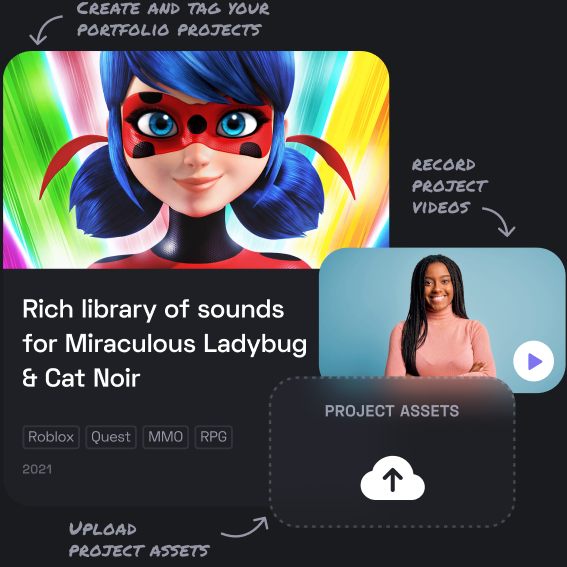 Create and tag your
portfolio projects
Record
project
videos
Rich library of sounds
for Miraculous Ladybug
& Cat Noir
Roblox Quest MMO RPG
2021
PROJECT ASSETS
Upload
project assets